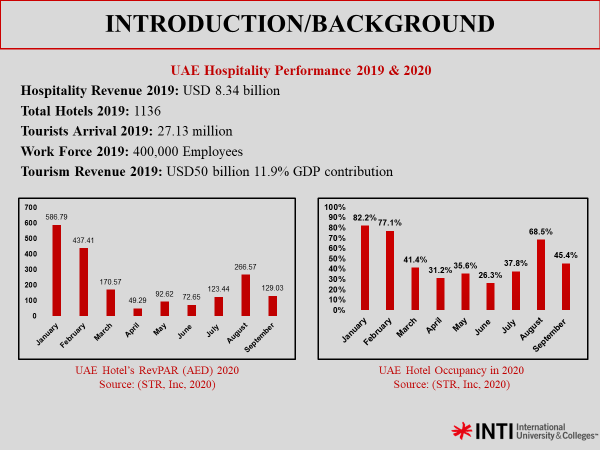 INTRODUCTION/BACKGROUND
UAE Hospitality Performance 2019 & 2020
Hospitality Revenue 2019: USD 8.34 billion
Total Hotels 2019: 1136
Tourists Arrival 2019: 27.13 million
Work Force 2019: 400,000 Employees
Tourism Revenue 2019: USD50 billion 11.9% GDP contribution
700
600
500
400
300
200
100
0
586.79
437.41
170.57
49.29
92.62
72.65
123.44
266.57
129.03
January
February
March
April
May
June
July
August
September
UAE Hotel's RevPAR (AED) 2020
Source: (STR, Inc, 2020)
100%
90%
80%
70%
60%
50%
40%
30%
20%
10%
0%
82.2%
77.1%
41.4%
31.2%
35.6%
26.3%
37.8%
68.5%
45.4%
January
February
March
April
May
June
July
August
September
UAE Hotel Occupancy in 2020
Source: (STR, Inc, 2020)
INTI International
University & Colleges™